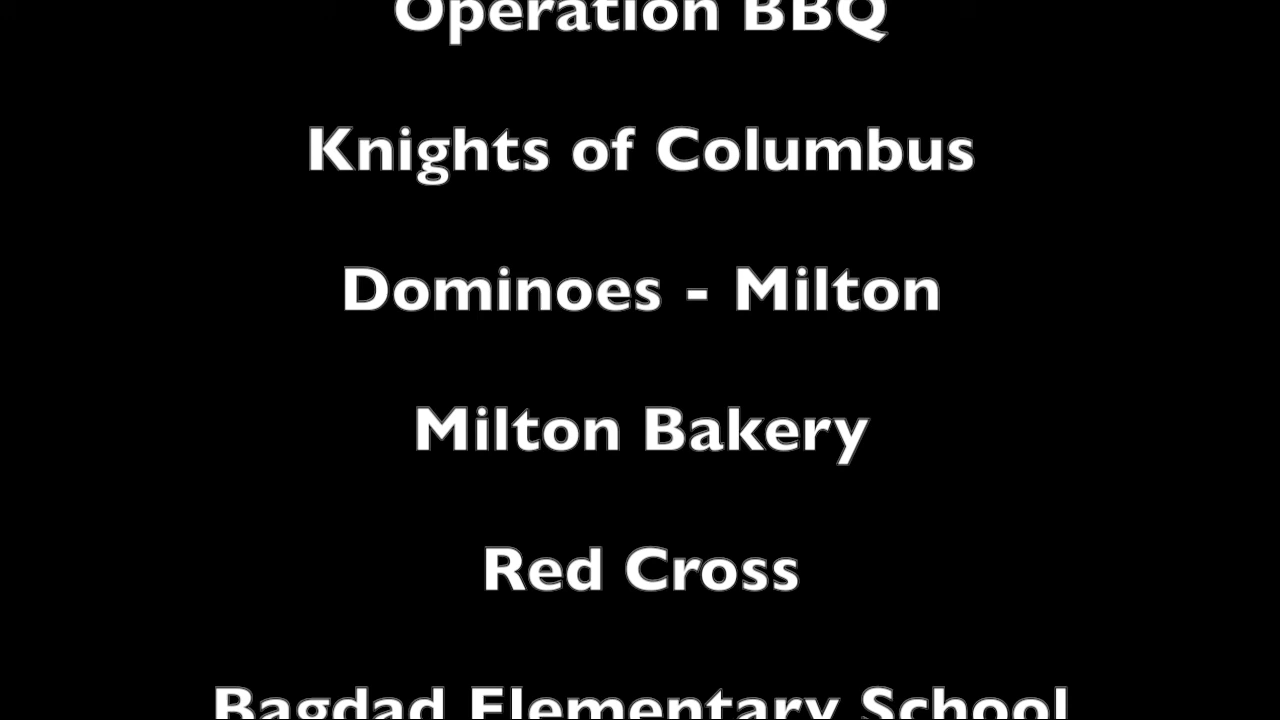 Operation BBQ
Knights of Columbus
Dominoes - Milton
Milton Bakery
Red Cross
Bagdad Elementary School